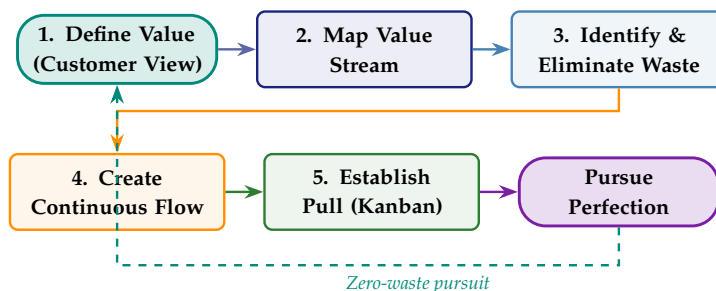 1. Define Value
(Customer View)
2. Map Value
Stream
3. Identify &
Eliminate Waste
4. Create
Continuous Flow
5. Establish
Pull (Kanban)
Pursue
Perfection
Zero-waste pursuit